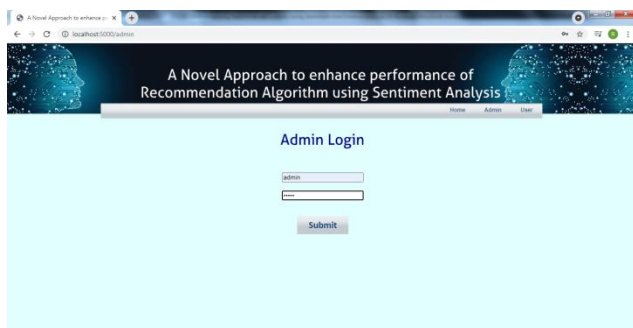 A Novel Approach to enhance pe
localhost:5000/admin
A Novel Approach to enhance performance of
Recommendation Algorithm using Sentiment Analysis
Home Admin User
Admin Login
admin
•••••
Submit